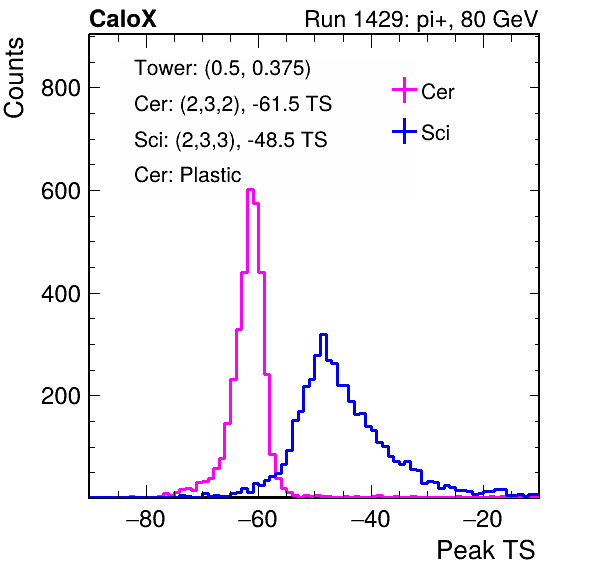 CaloX Run 1429: pi+, 80 GeV
Counts
Tower: (0.5, 0.375)
Cer: (2,3,2), -61.5 TS
Sci: (2,3,3), -48.5 TS
Cer: Plastic
Cer
Sci
800
600
400
200
−80 −60 −40 −20
Peak TS